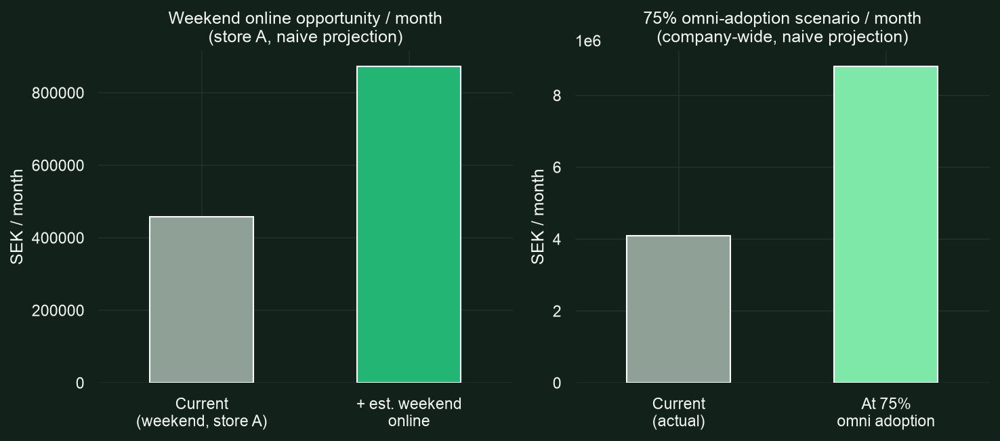 Weekend online opportunity / month
(store A, naive projection)
800000
600000
400000
200000
0
SEK / month
Current
(weekend, store A)
+ est. weekend
online
75% omni-adoption scenario / month
(company-wide, naive projection)
1e6
8
6
4
2
0
SEK / month
Current
(actual)
At 75%
omni adoption